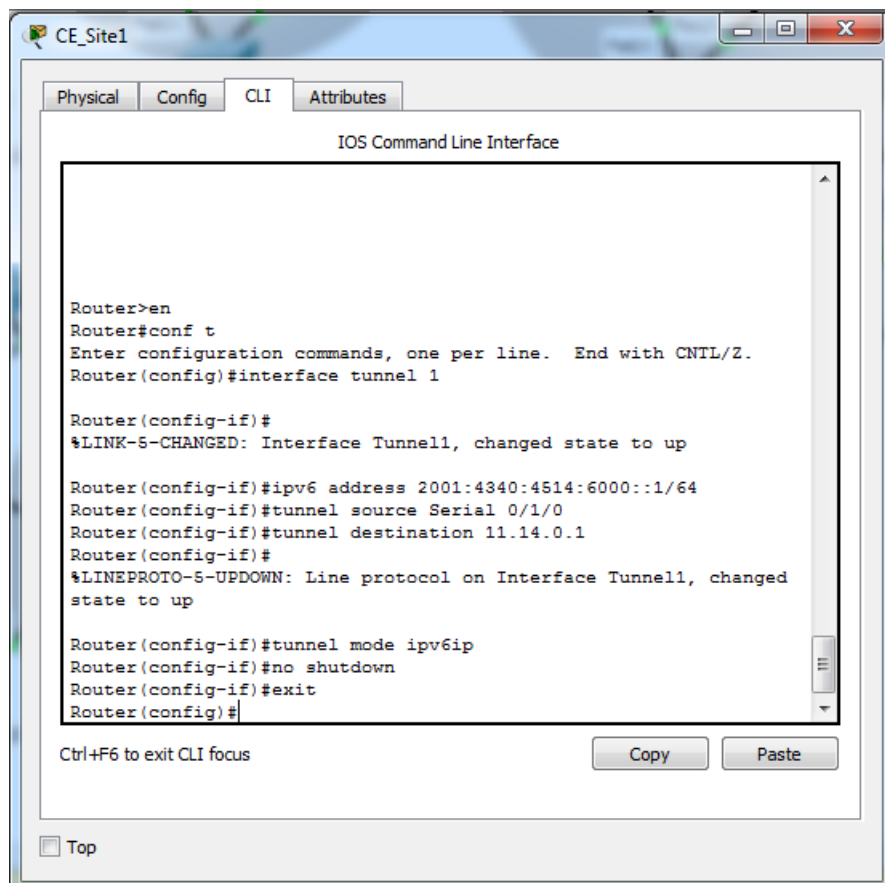 CE_Site1
Physical Config CLI Attributes
IOS Command Line Interface
Router>en
Router#conf t
Enter configuration commands, one per line.  End with CNTL/Z.
Router(config)#interface tunnel 1
Router(config-if)#
%LINK-5-CHANGED: Interface Tunnel1, changed state to up
Router(config-if)#ipv6 address 2001:4340:4514:6000::1/64
Router(config-if)#tunnel source Serial 0/1/0
Router(config-if)#tunnel destination 11.14.0.1
Router(config-if)#
%LINEPROTO-5-UPDOWN: Line protocol on Interface Tunnel1, changed
state to up
Router(config-if)#tunnel mode ipv6ip
Router(config-if)#no shutdown
Router(config-if)#exit
Router(config)#
Ctrl+F6 to exit CLI focus Copy Paste
Top